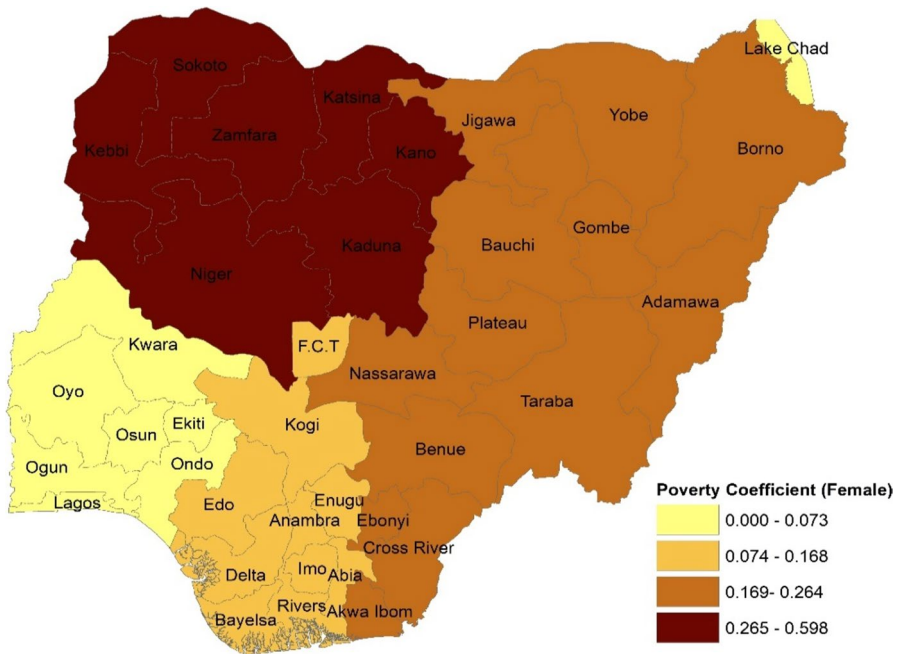 Lake Chad
Sokoto
Katsina
Jigawa
Yobe
Zamfara
Kebbi
Kano
Borno
Gombe
Kaduna
Bauchi
Niger
Adamawa
Plateau
Kwara
F.C.T
Nassarawa
Oyo
Taraba
Kogi
Ekiti
Osun
Benue
Ondo
Ogun
Lagos
Edo
Enugu
Anambra
Ebonyi
Cross River
Delta
Imo
Abia
Rivers
Akwa Ibom
Bayelsa
Poverty Coefficient (Female)
0.000 - 0.073
0.074 - 0.168
0.169- 0.264
0.265 - 0.598